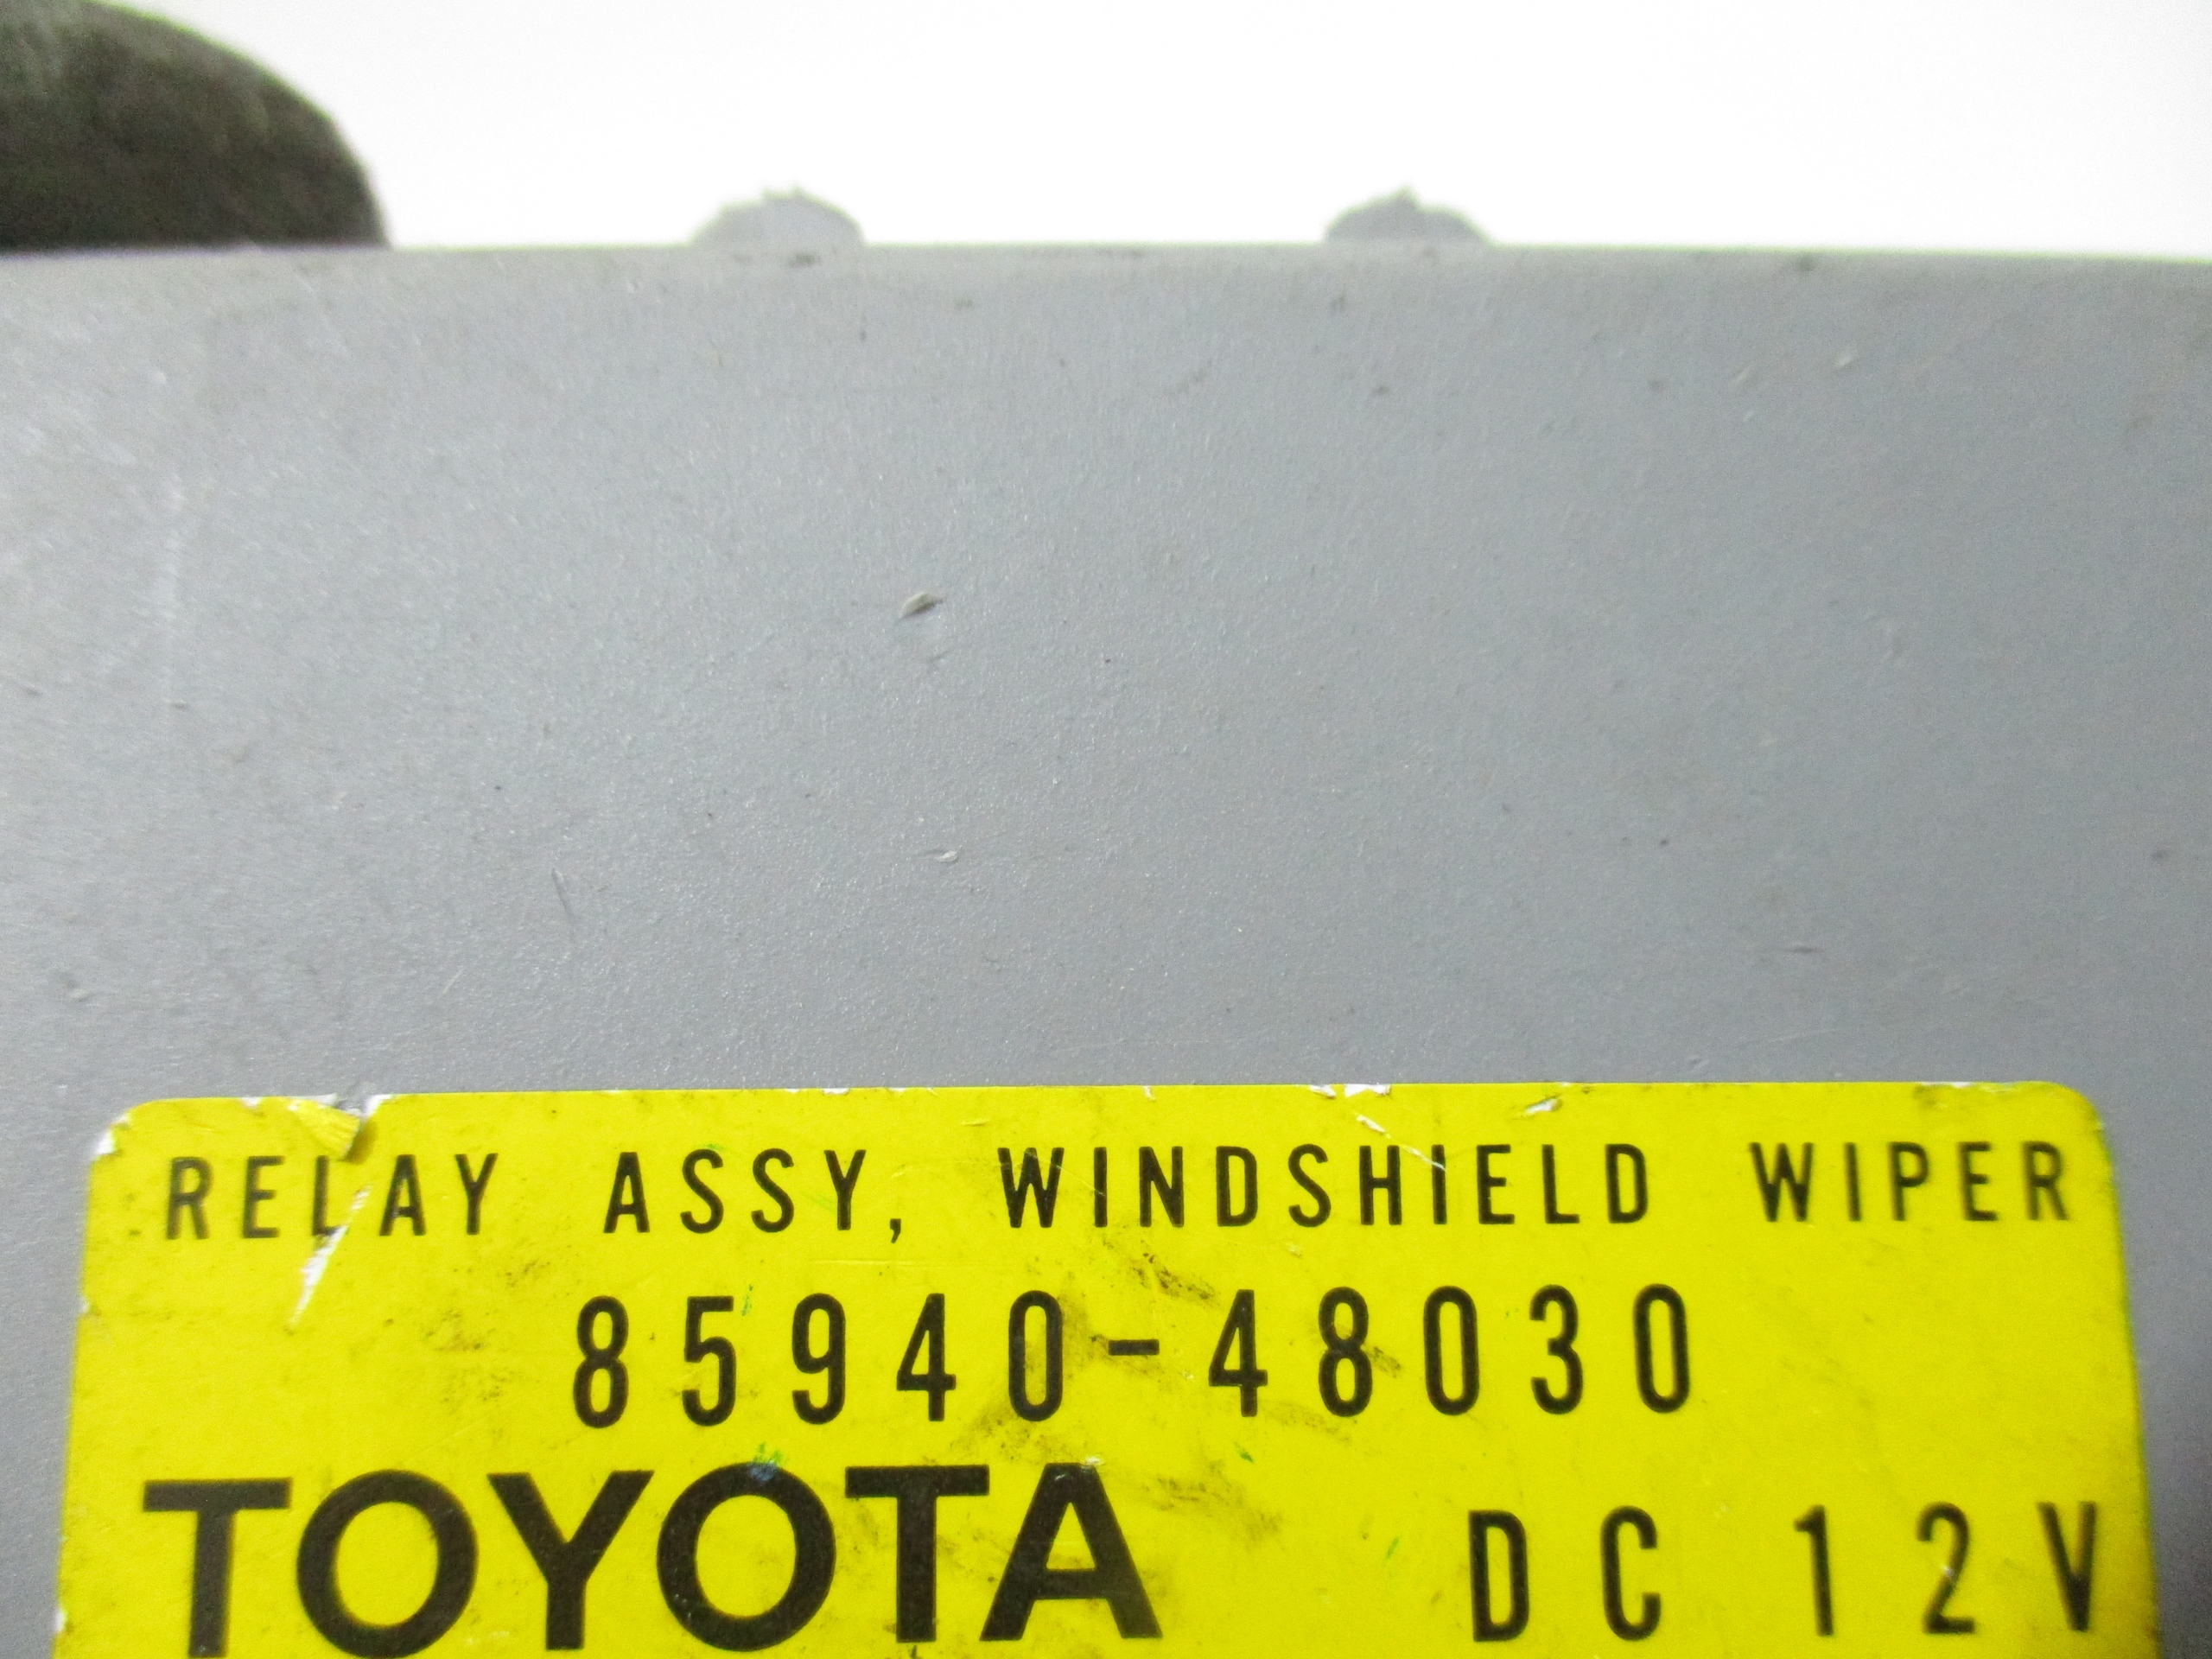 RELAY ASSY, WINDSHIELD WIPER
85940-48030
TOYOTA DC 12V